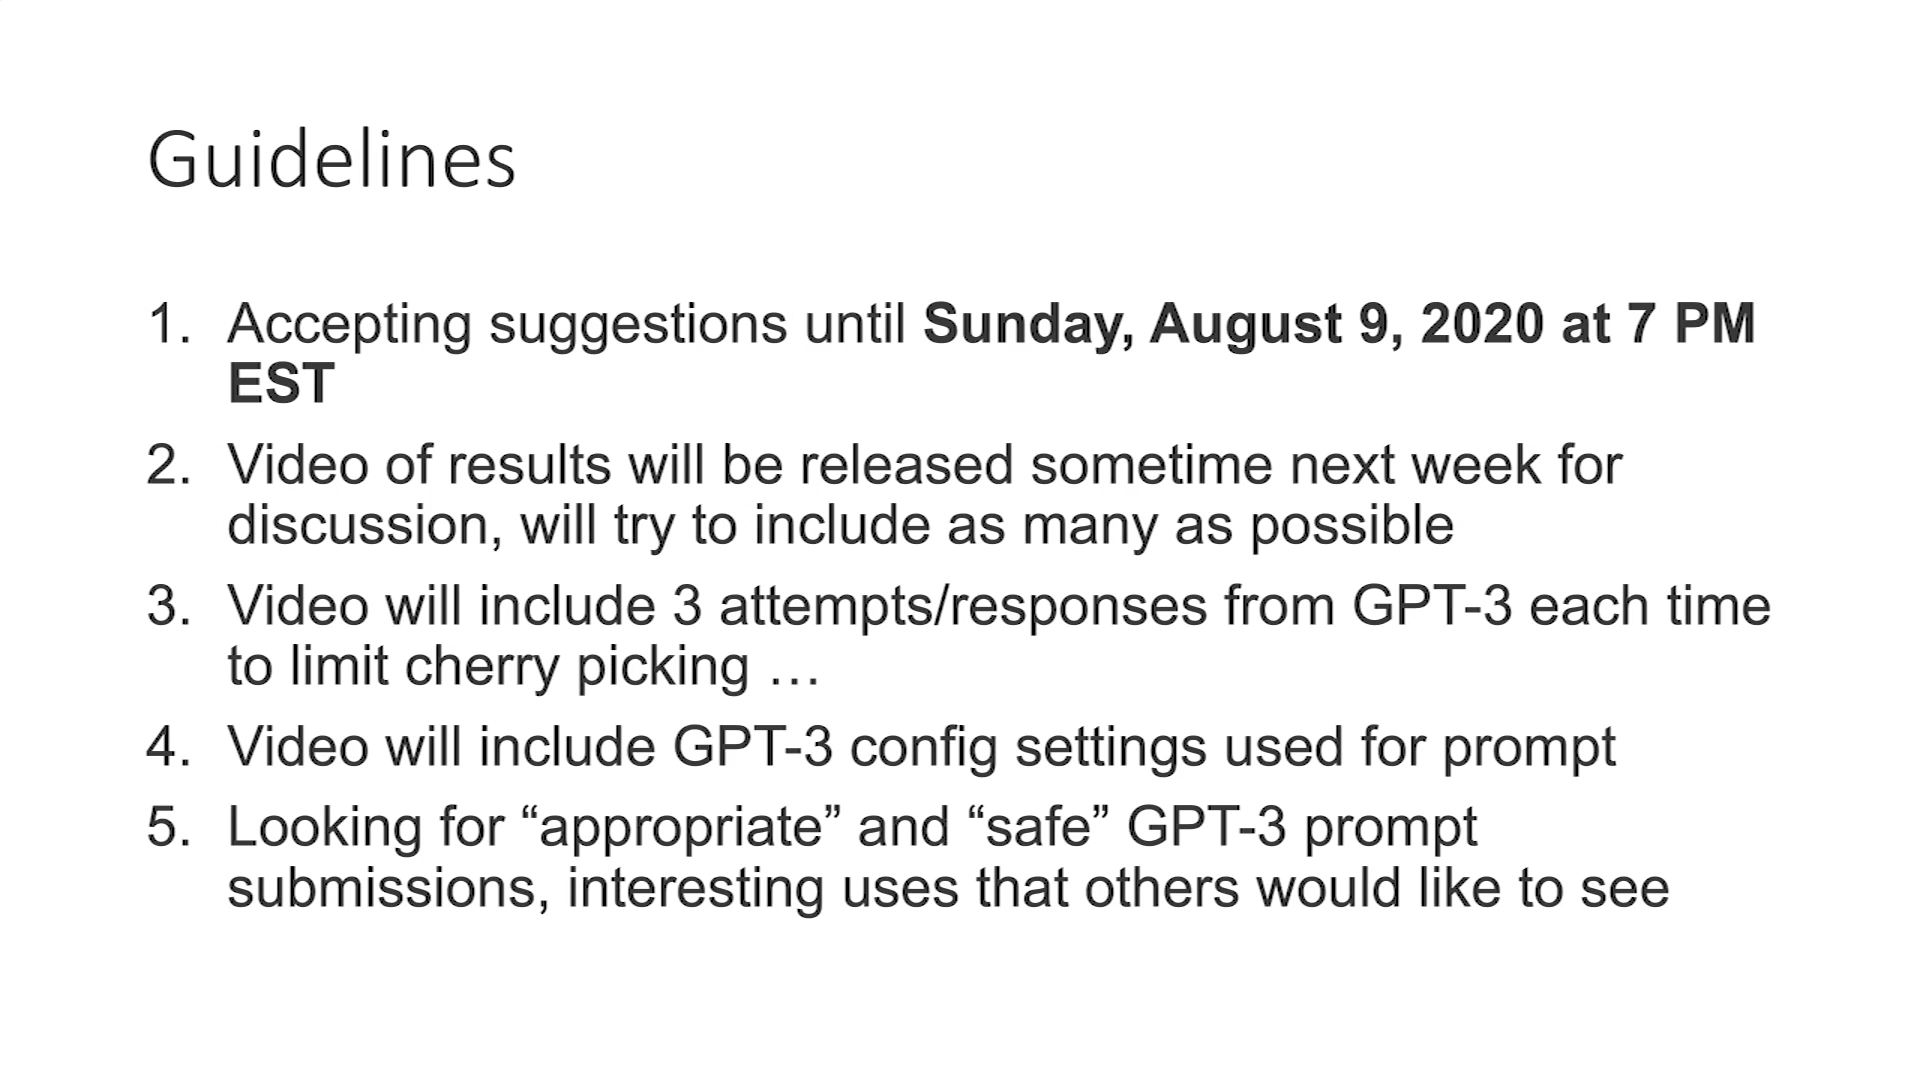 Guidelines
1. Accepting suggestions until Sunday, August 9, 2020 at 7 PM
EST
2. Video of results will be released sometime next week for
discussion, will try to include as many as possible
3. Video will include 3 attempts/responses from GPT-3 each time
to limit cherry picking …
4. Video will include GPT-3 config settings used for prompt
5. Looking for “appropriate” and “safe” GPT-3 prompt
submissions, interesting uses that others would like to see